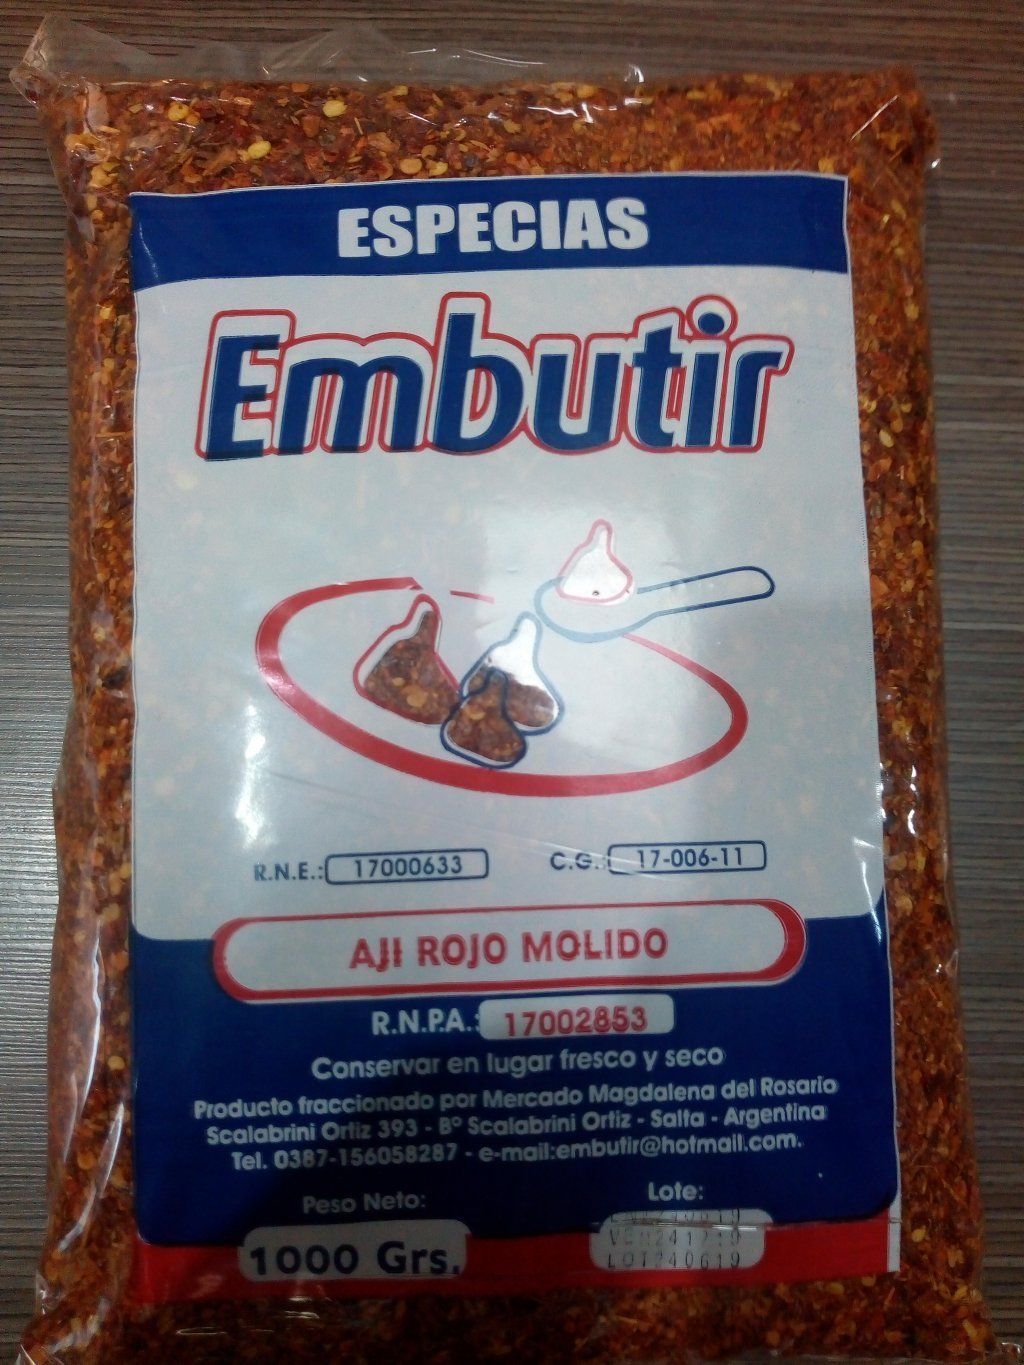 ESPECIAS
Embutir
R.N.E.: 17000633
C.G.: 17-006-11
AJI ROJO MOLIDO
R.N.P.A.: 17002853
Conservar en lugar fresco y seco
Producto fraccionado por Mercado Magdalena del Rosario
Scalabrini Ortiz 393 - Bº Scalabrini Ortiz - Salta - Argentina
Tel. 0387-156058287 - e-mail:embutir@hotmail.com.
Peso Neto:
1000 Grs.
Lote:
VEN241219
LOT240619